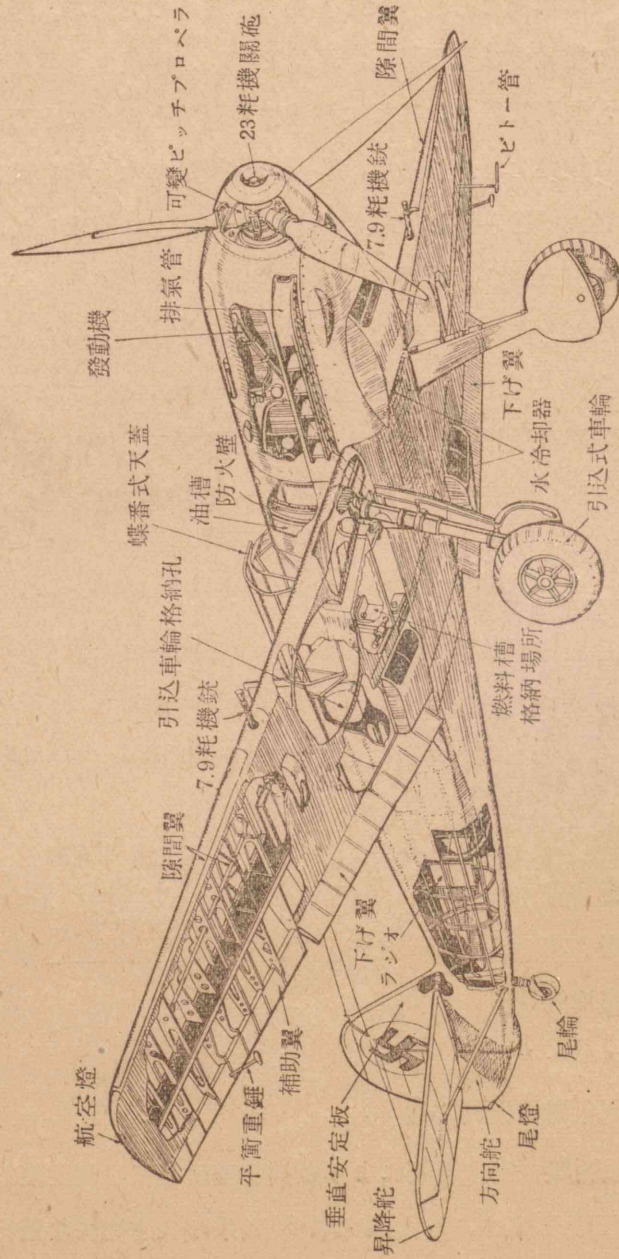 可變ピッチプロペラ
23粍機關砲
排氣管
發動機
隙間翼
7.9粍機銃
ピトー管
蝶番式天蓋
油槽
防火壁
下げ翼
水冷却器
引込式車輪
引込車輪格納孔
7.9粍機銃
燃料槽
格納場所
隙間翼
下げ翼
ラジオ
航空燈
平衡重錘
補助翼
垂直安定板
昇降舵
方向舵
尾燈
尾輪